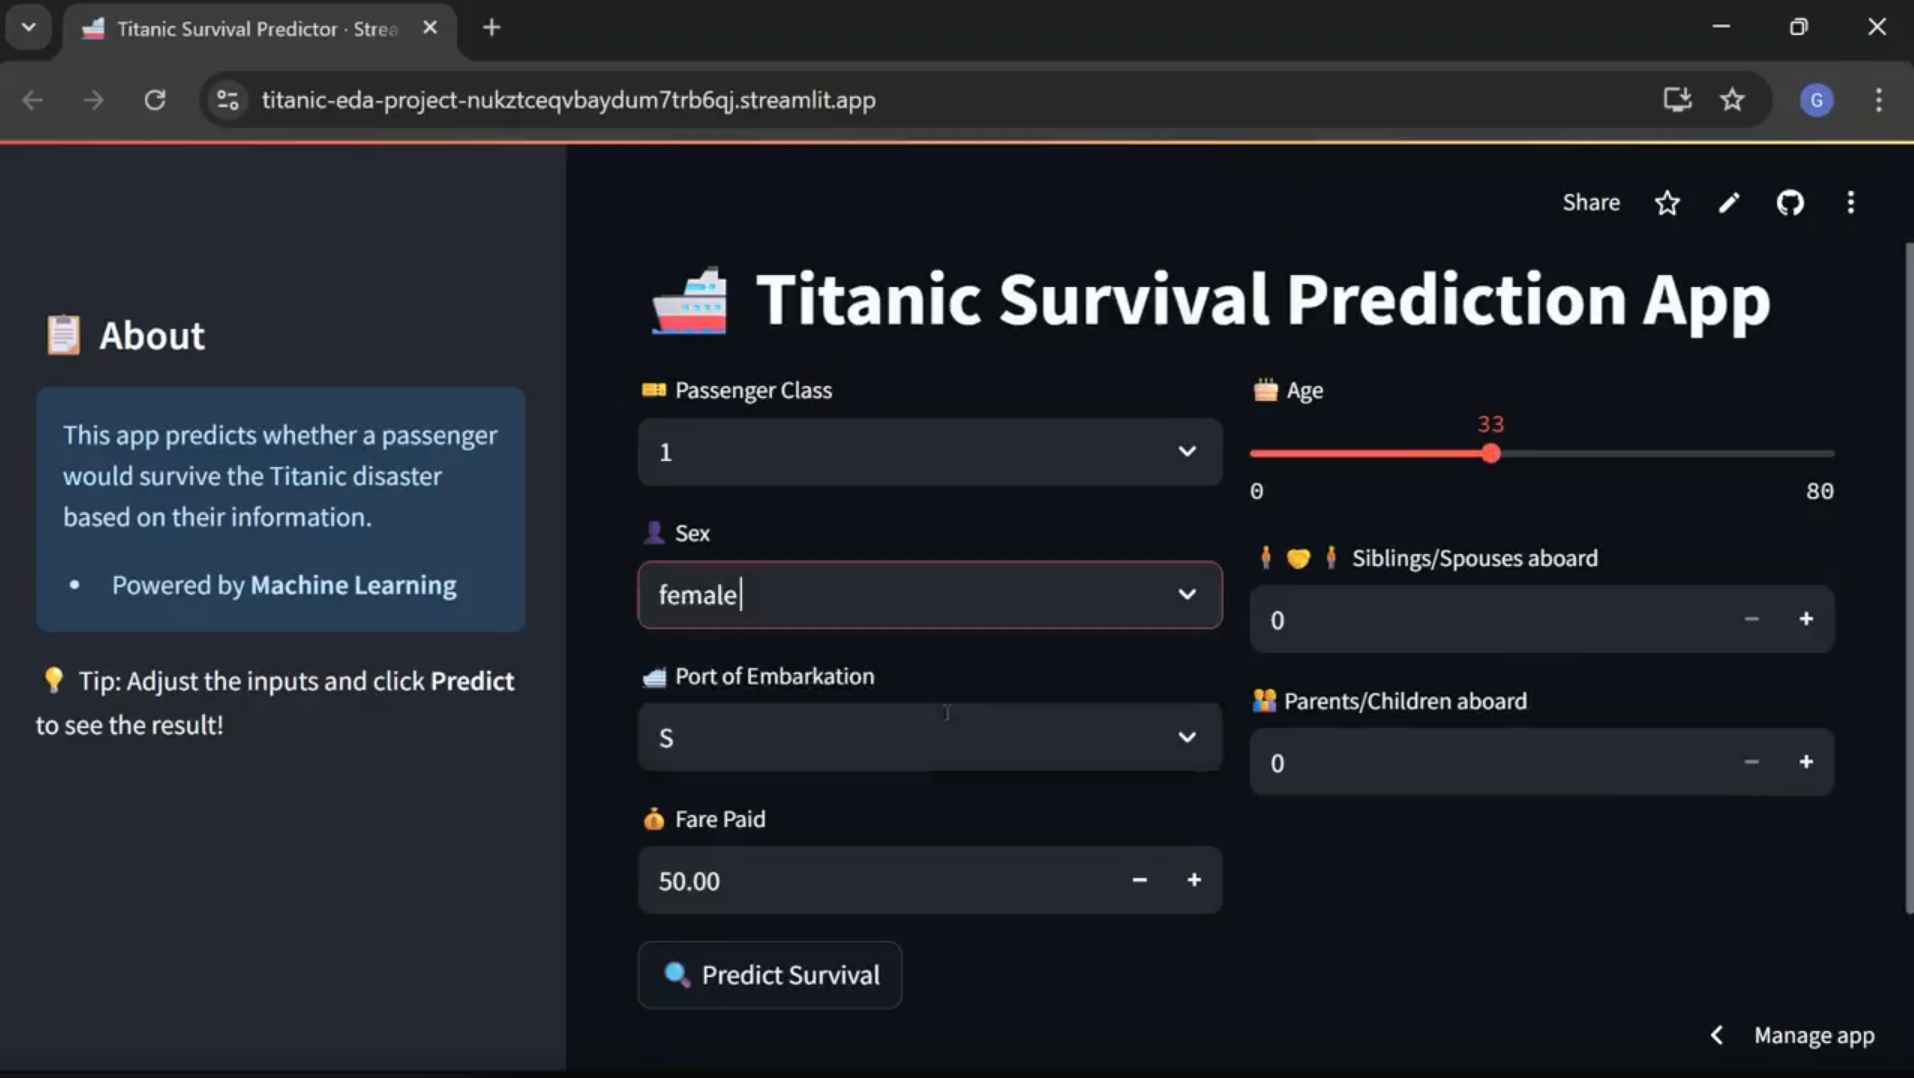 Titanic Survival Predictor · Strea
titanic-eda-project-nukztceqvbaydum7trb6qj.streamlit.app
G
Share
About
This app predicts whether a passenger
would survive the Titanic disaster
based on their information.
• Powered by Machine Learning
Tip: Adjust the inputs and click Predict
to see the result!
Titanic Survival Prediction App
Passenger Class
1
Sex
female
Port of Embarkation
S
Fare Paid
50.00
Predict Survival
Age
33
0 80
Siblings/Spouses aboard
0
Parents/Children aboard
0
Manage app